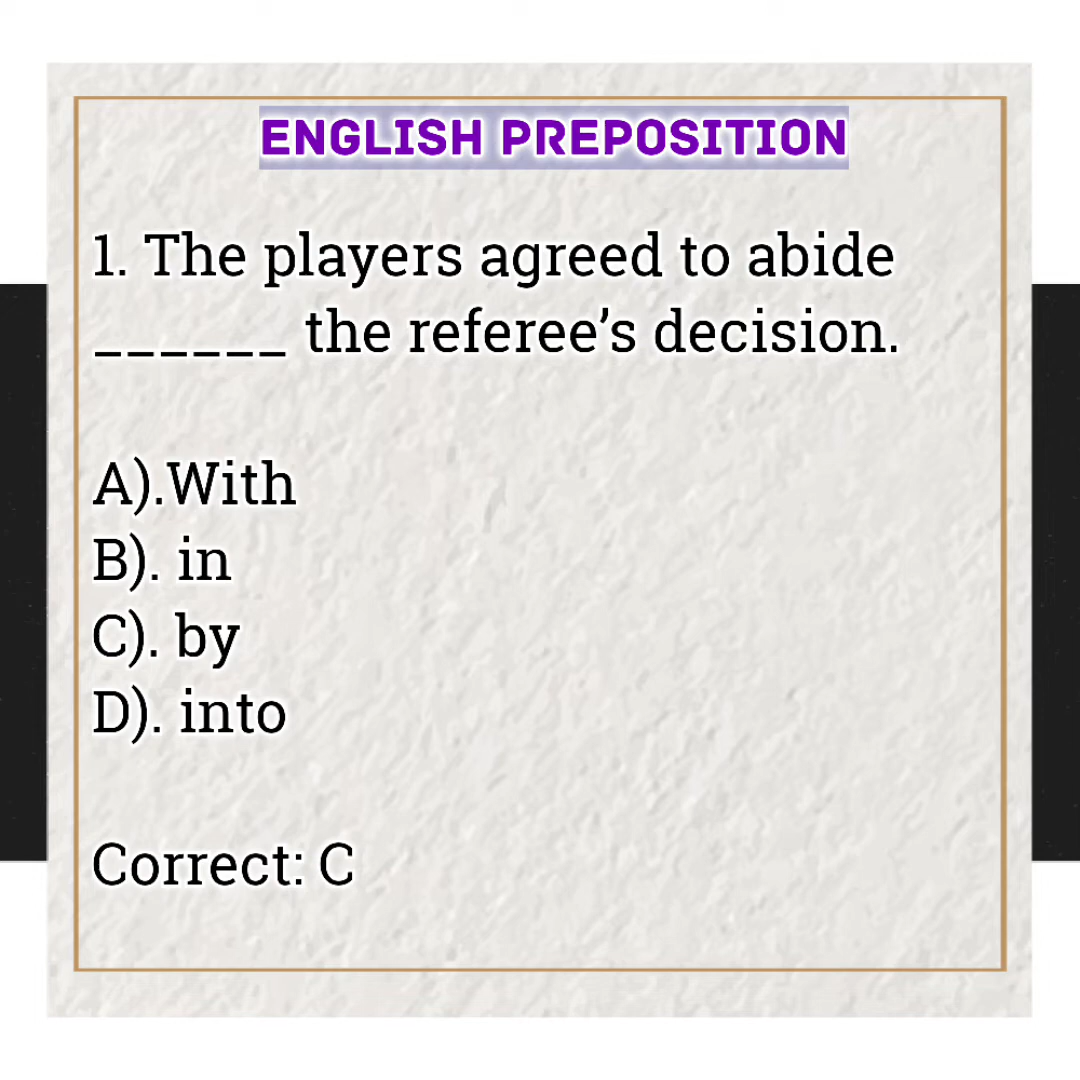 ENGLISH PREPOSITION
1. The players agreed to abide
______ the referee’s decision.
A).With
B). in
C). by
D). into
Correct: C